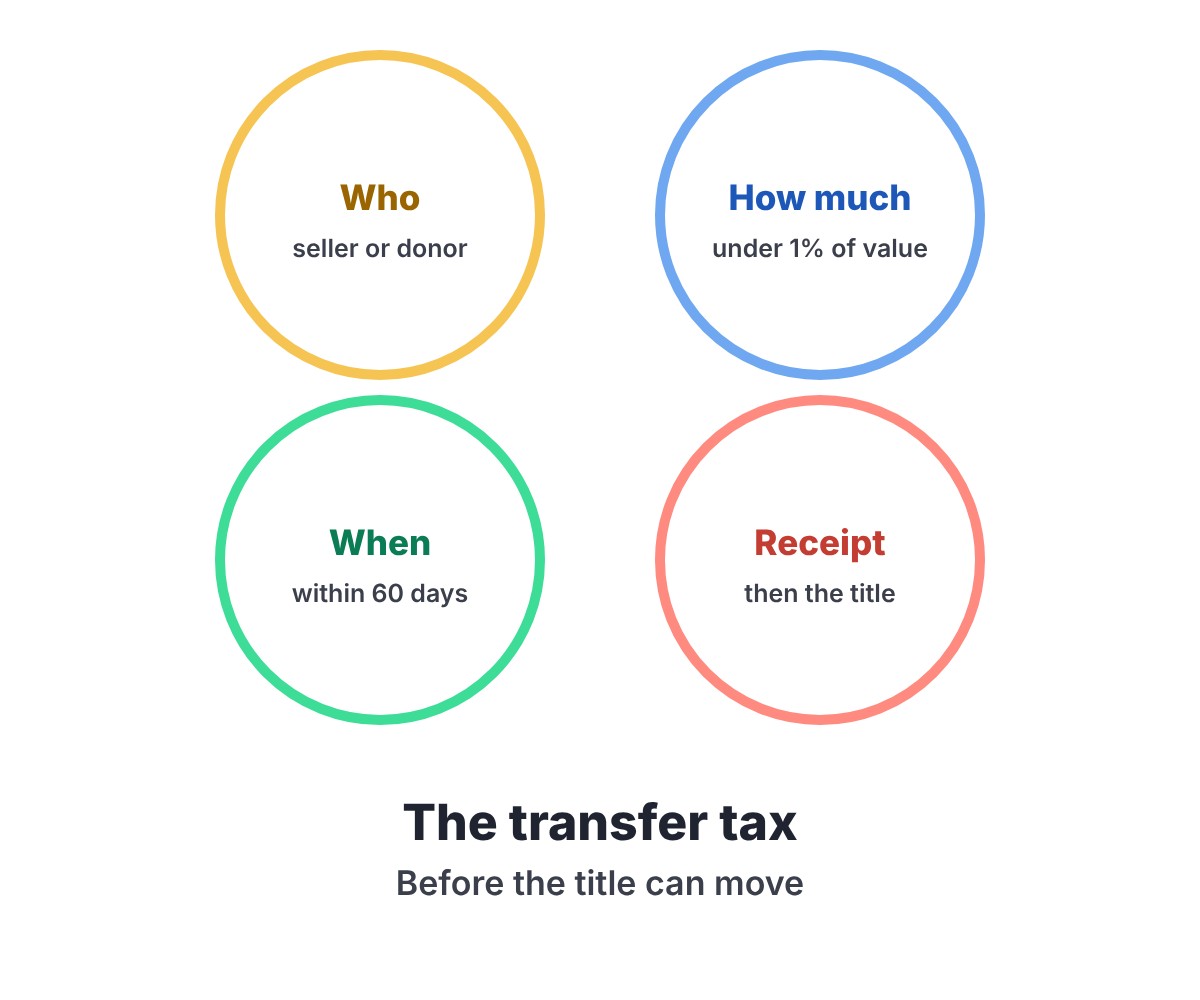 Who
seller or donor
How much
under 1% of value
When
within 60 days
Receipt
then the title
The transfer tax
Before the title can move